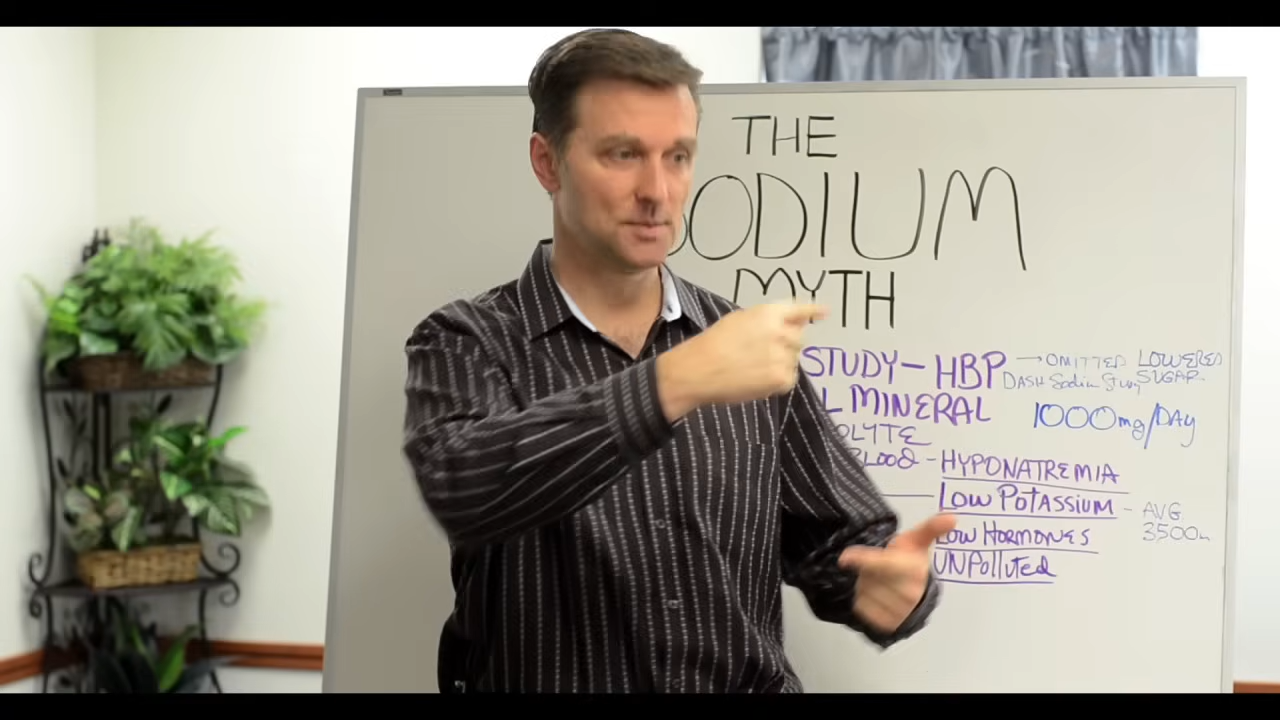 THE
SODIUM
MYTH
STUDY - HBP → OMITTED LOWERED
DASH Sodium Study SUGAR
L MINERAL 1000mg/DAY
OLYTE
BLOOD - HYPONATREMIA
LOW POTASSIUM - AVG
LOW HORMONES 3500
UNPolluted